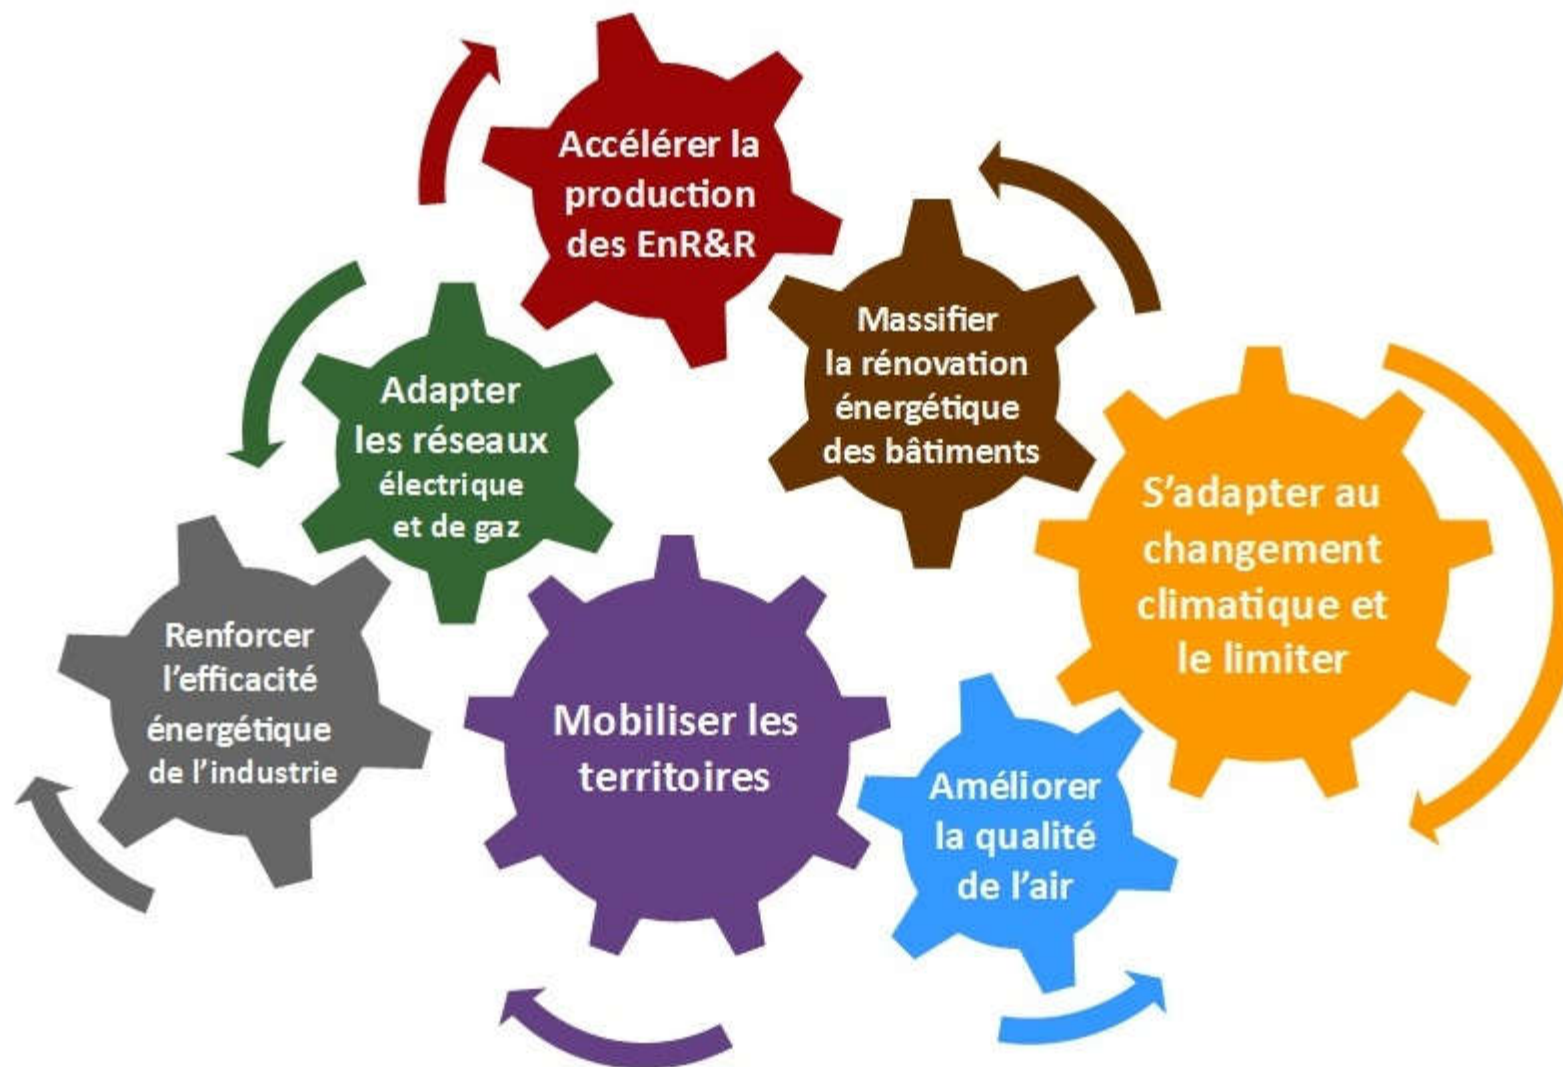 Accélérer la
production
des EnR&R
Massifier
la rénovation
énergétique
des bâtiments
Adapter
les réseaux
électrique
et de gaz
S’adapter au
changement
climatique et
le limiter
Renforcer
l’efficacité
énergétique
de l’industrie
Mobiliser les
territoires
Améliorer
la qualité
de l’air